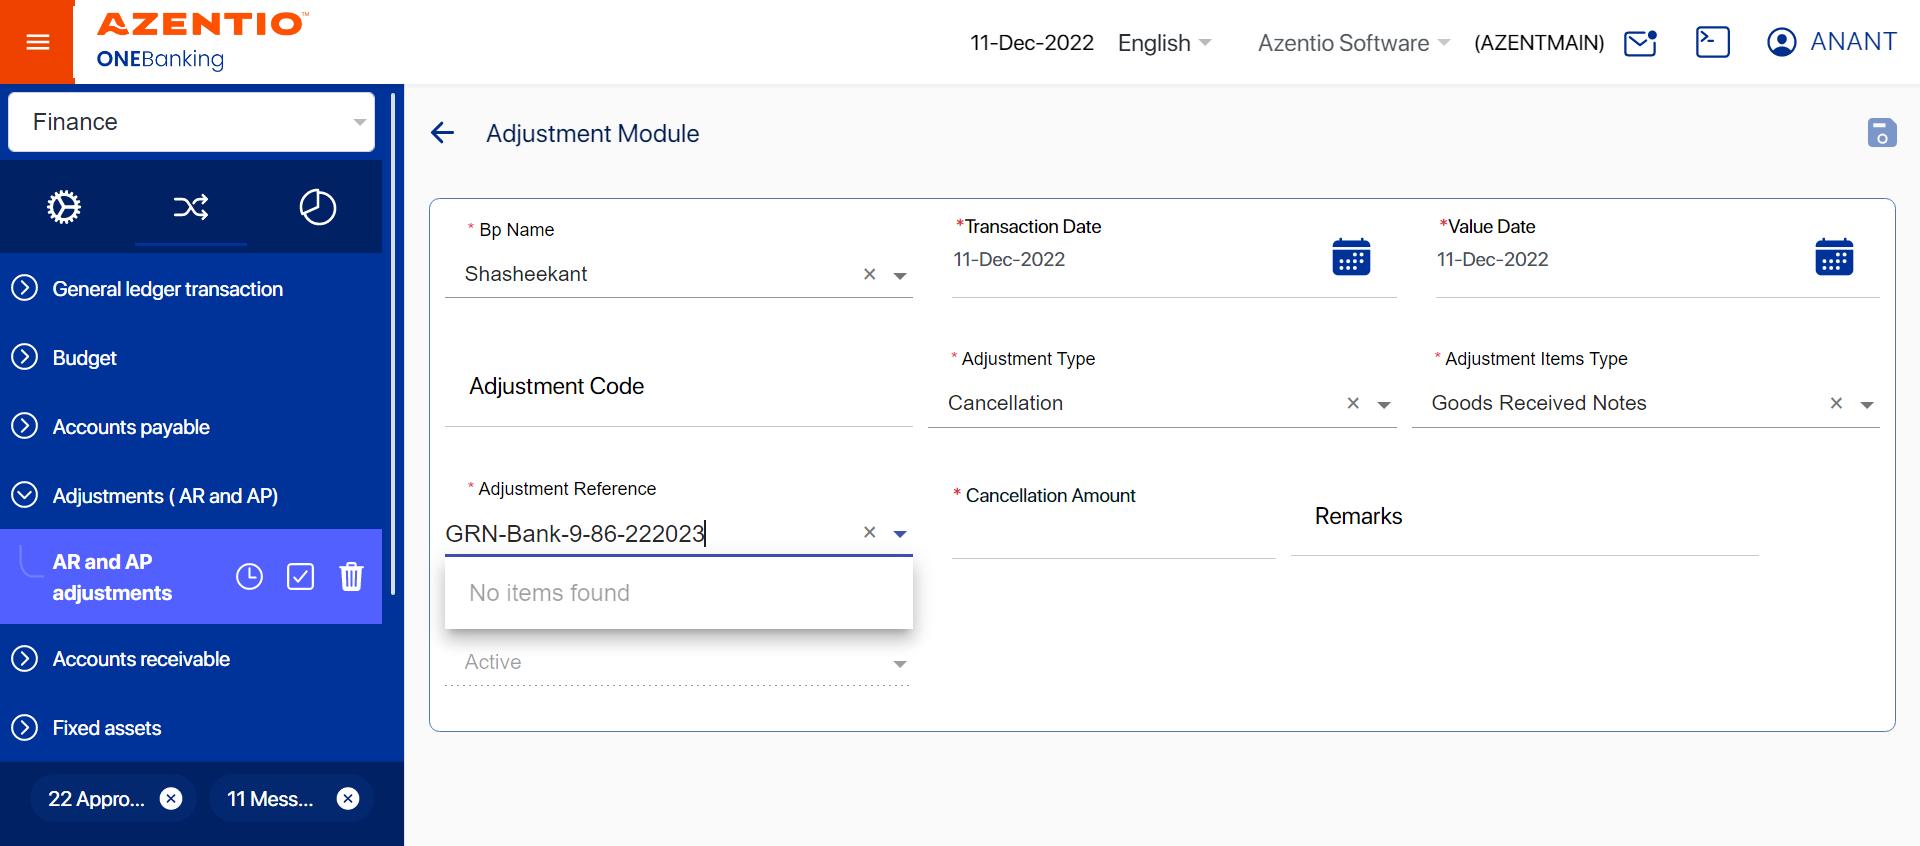 AZENTIO™
ONEBanking
11-Dec-2022
English
Azentio Software
(AZENTMAIN)
ANANT
Finance
General ledger transaction
Budget
Accounts payable
Adjustments ( AR and AP)
AR and AP
adjustments
Accounts receivable
Fixed assets
22 Appro...
11 Mess...
Adjustment Module
* Bp Name
Shasheekant
*Transaction Date
11-Dec-2022
*Value Date
11-Dec-2022
Adjustment Code
* Adjustment Type
Cancellation
* Adjustment Items Type
Goods Received Notes
* Adjustment Reference
GRN-Bank-9-86-222023
No items found
* Cancellation Amount
Remarks
Active